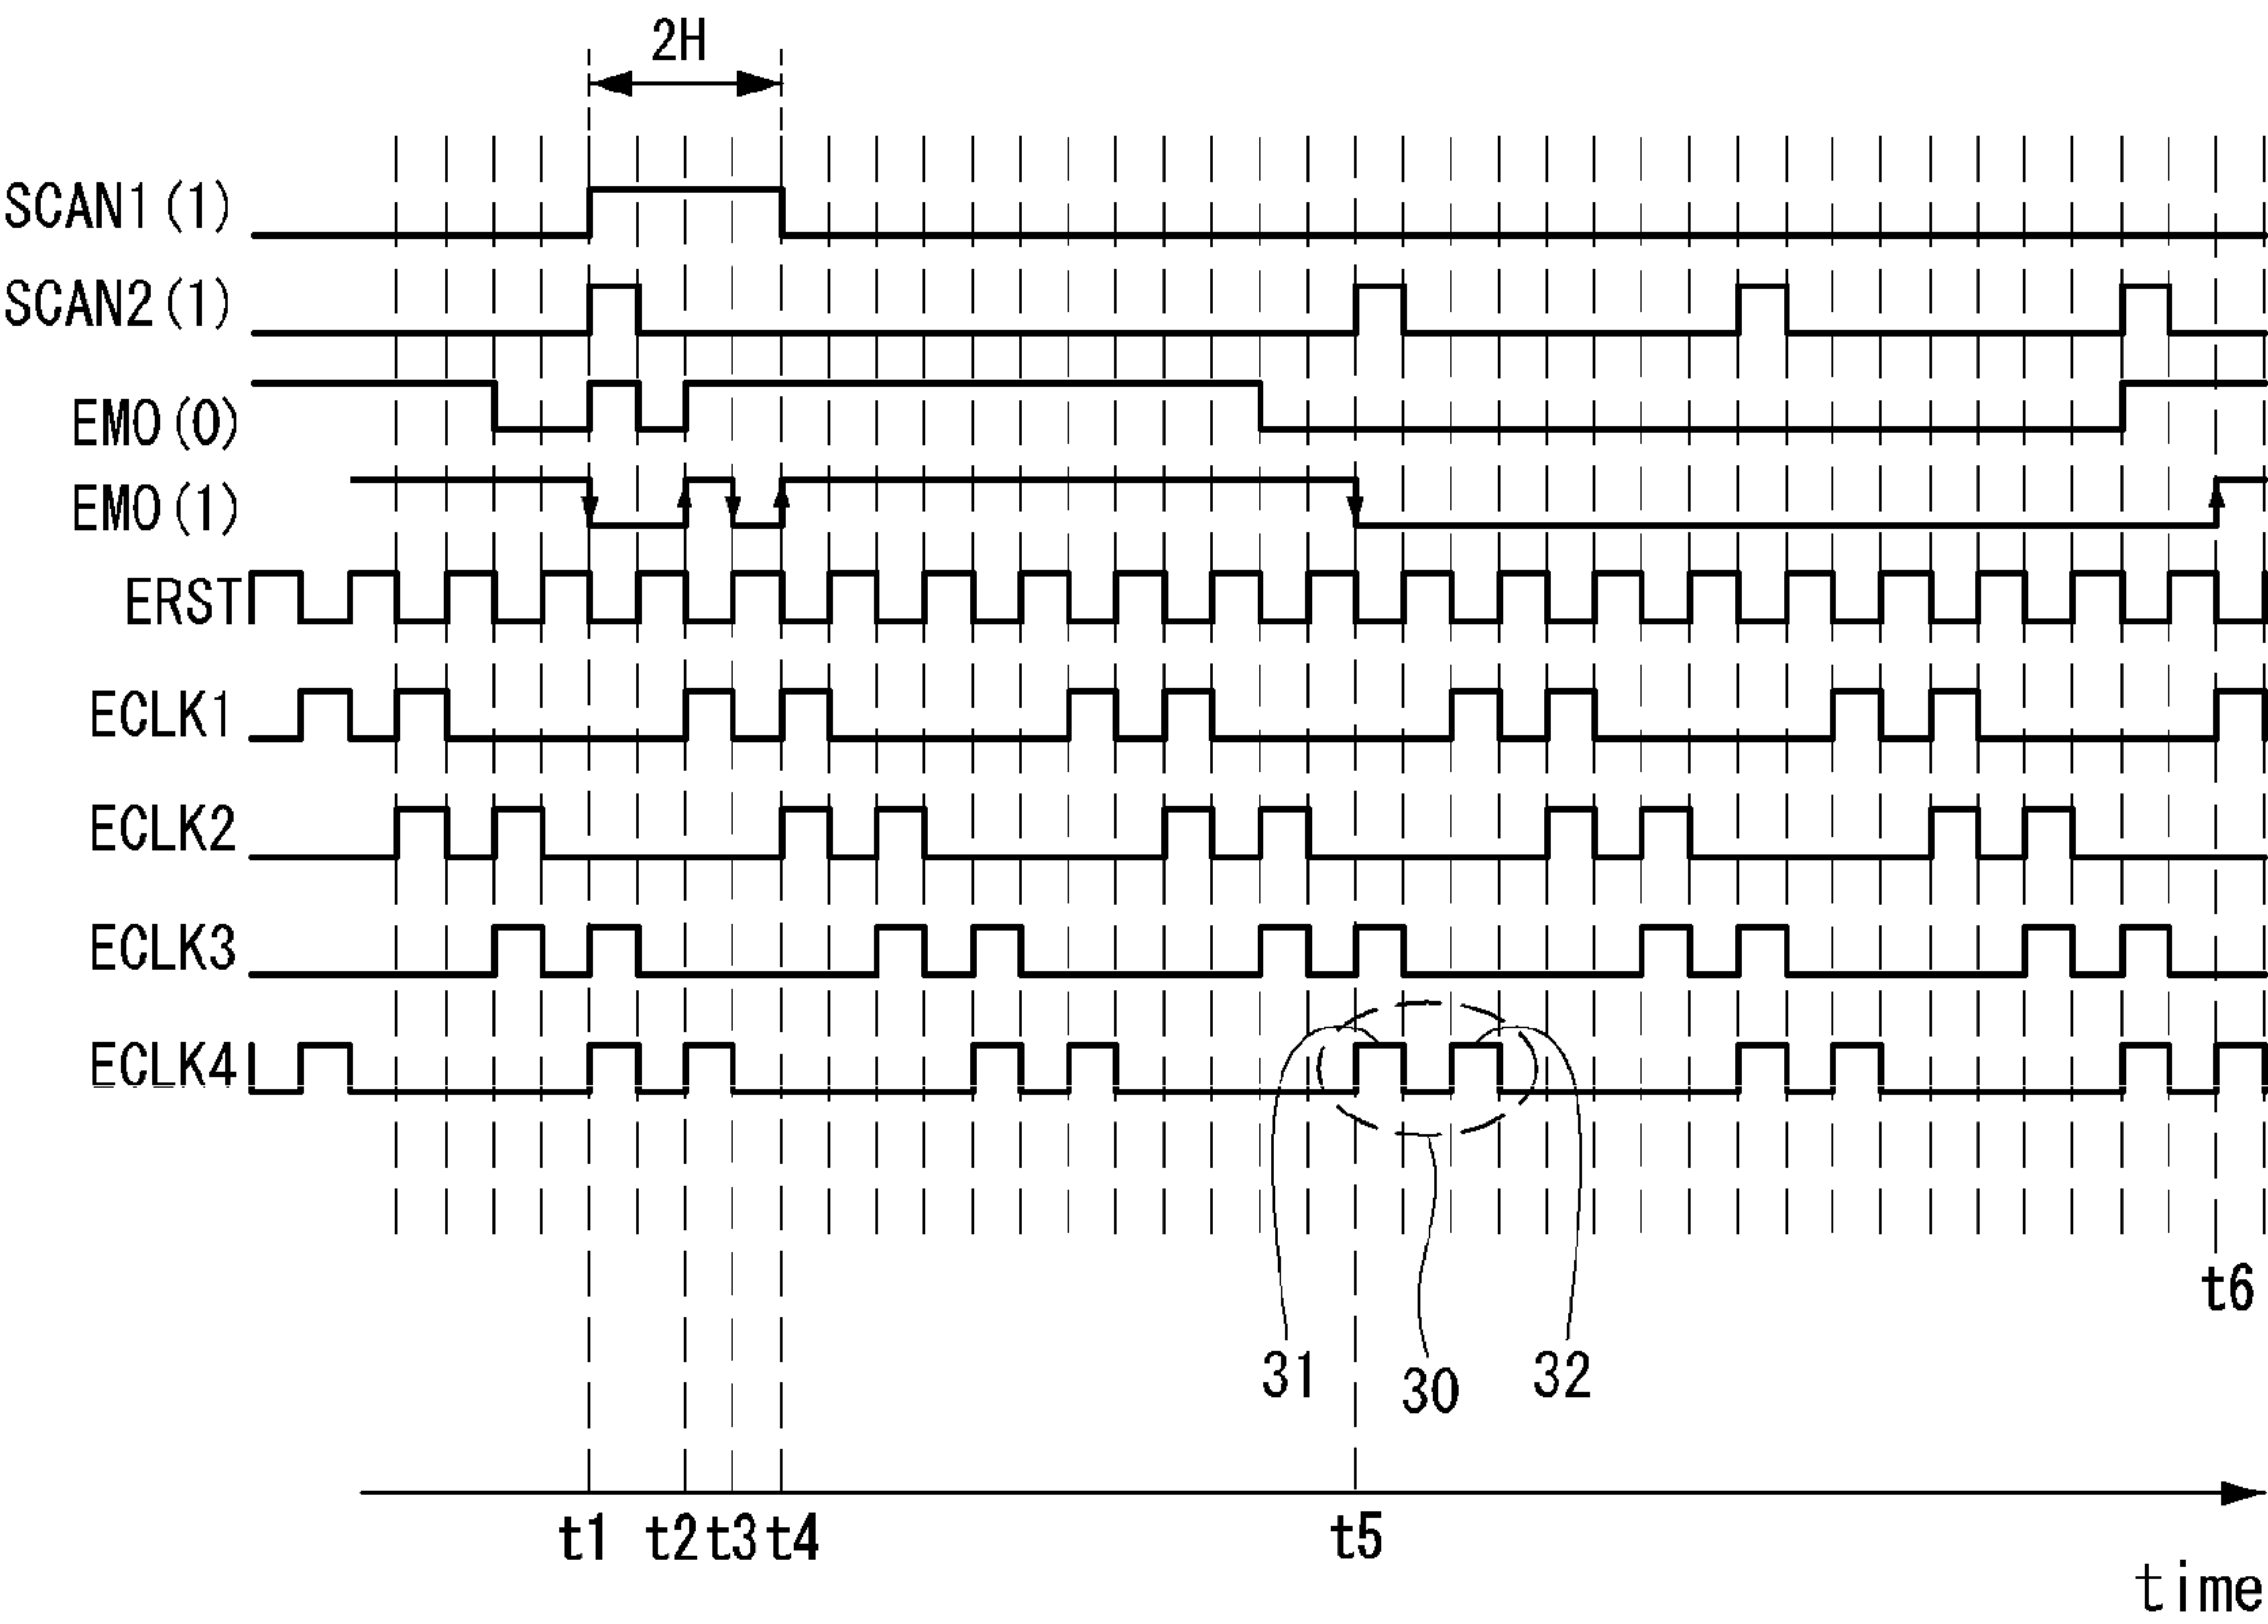 2H
SCAN1(1)
SCAN2(1)
EMO(0)
EMO(1)
ERST
ECLK1
ECLK2
ECLK3
ECLK4
t6
31 30 32
t1 t2 t3 t4 t5
time